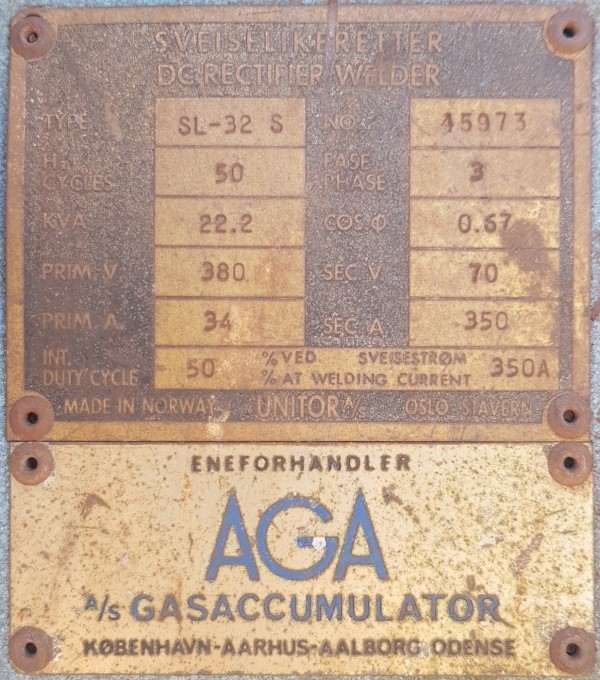 SVEISELIKERETTER
DC RECTIFIER WELDER
TYPE SL-32 S NO. 45973
Hz CYCLES 50 FASE PHASE 3
KVA 22.2 COS φ 0.67
PRIM V 380 SEC V 70
PRIM A 34 SEC A 350
INT. DUTY CYCLE 50 % VED SVEISESTRØM % AT WELDING CURRENT 350A
MADE IN NORWAY UNITOR A/S OSLO STAVERN
ENEFORHANDLER
AGA
A/S GASACCUMULATOR
KØBENHAVN-AARHUS-AALBORG ODENSE